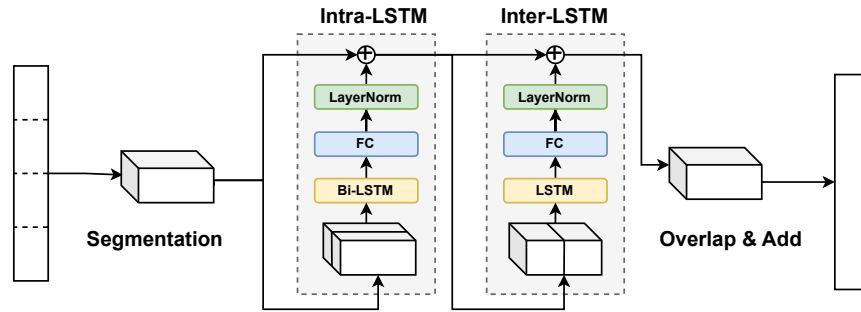 Intra-LSTM
Inter-LSTM
LayerNorm
LayerNorm
FC
FC
Bi-LSTM
LSTM
Segmentation
Overlap & Add